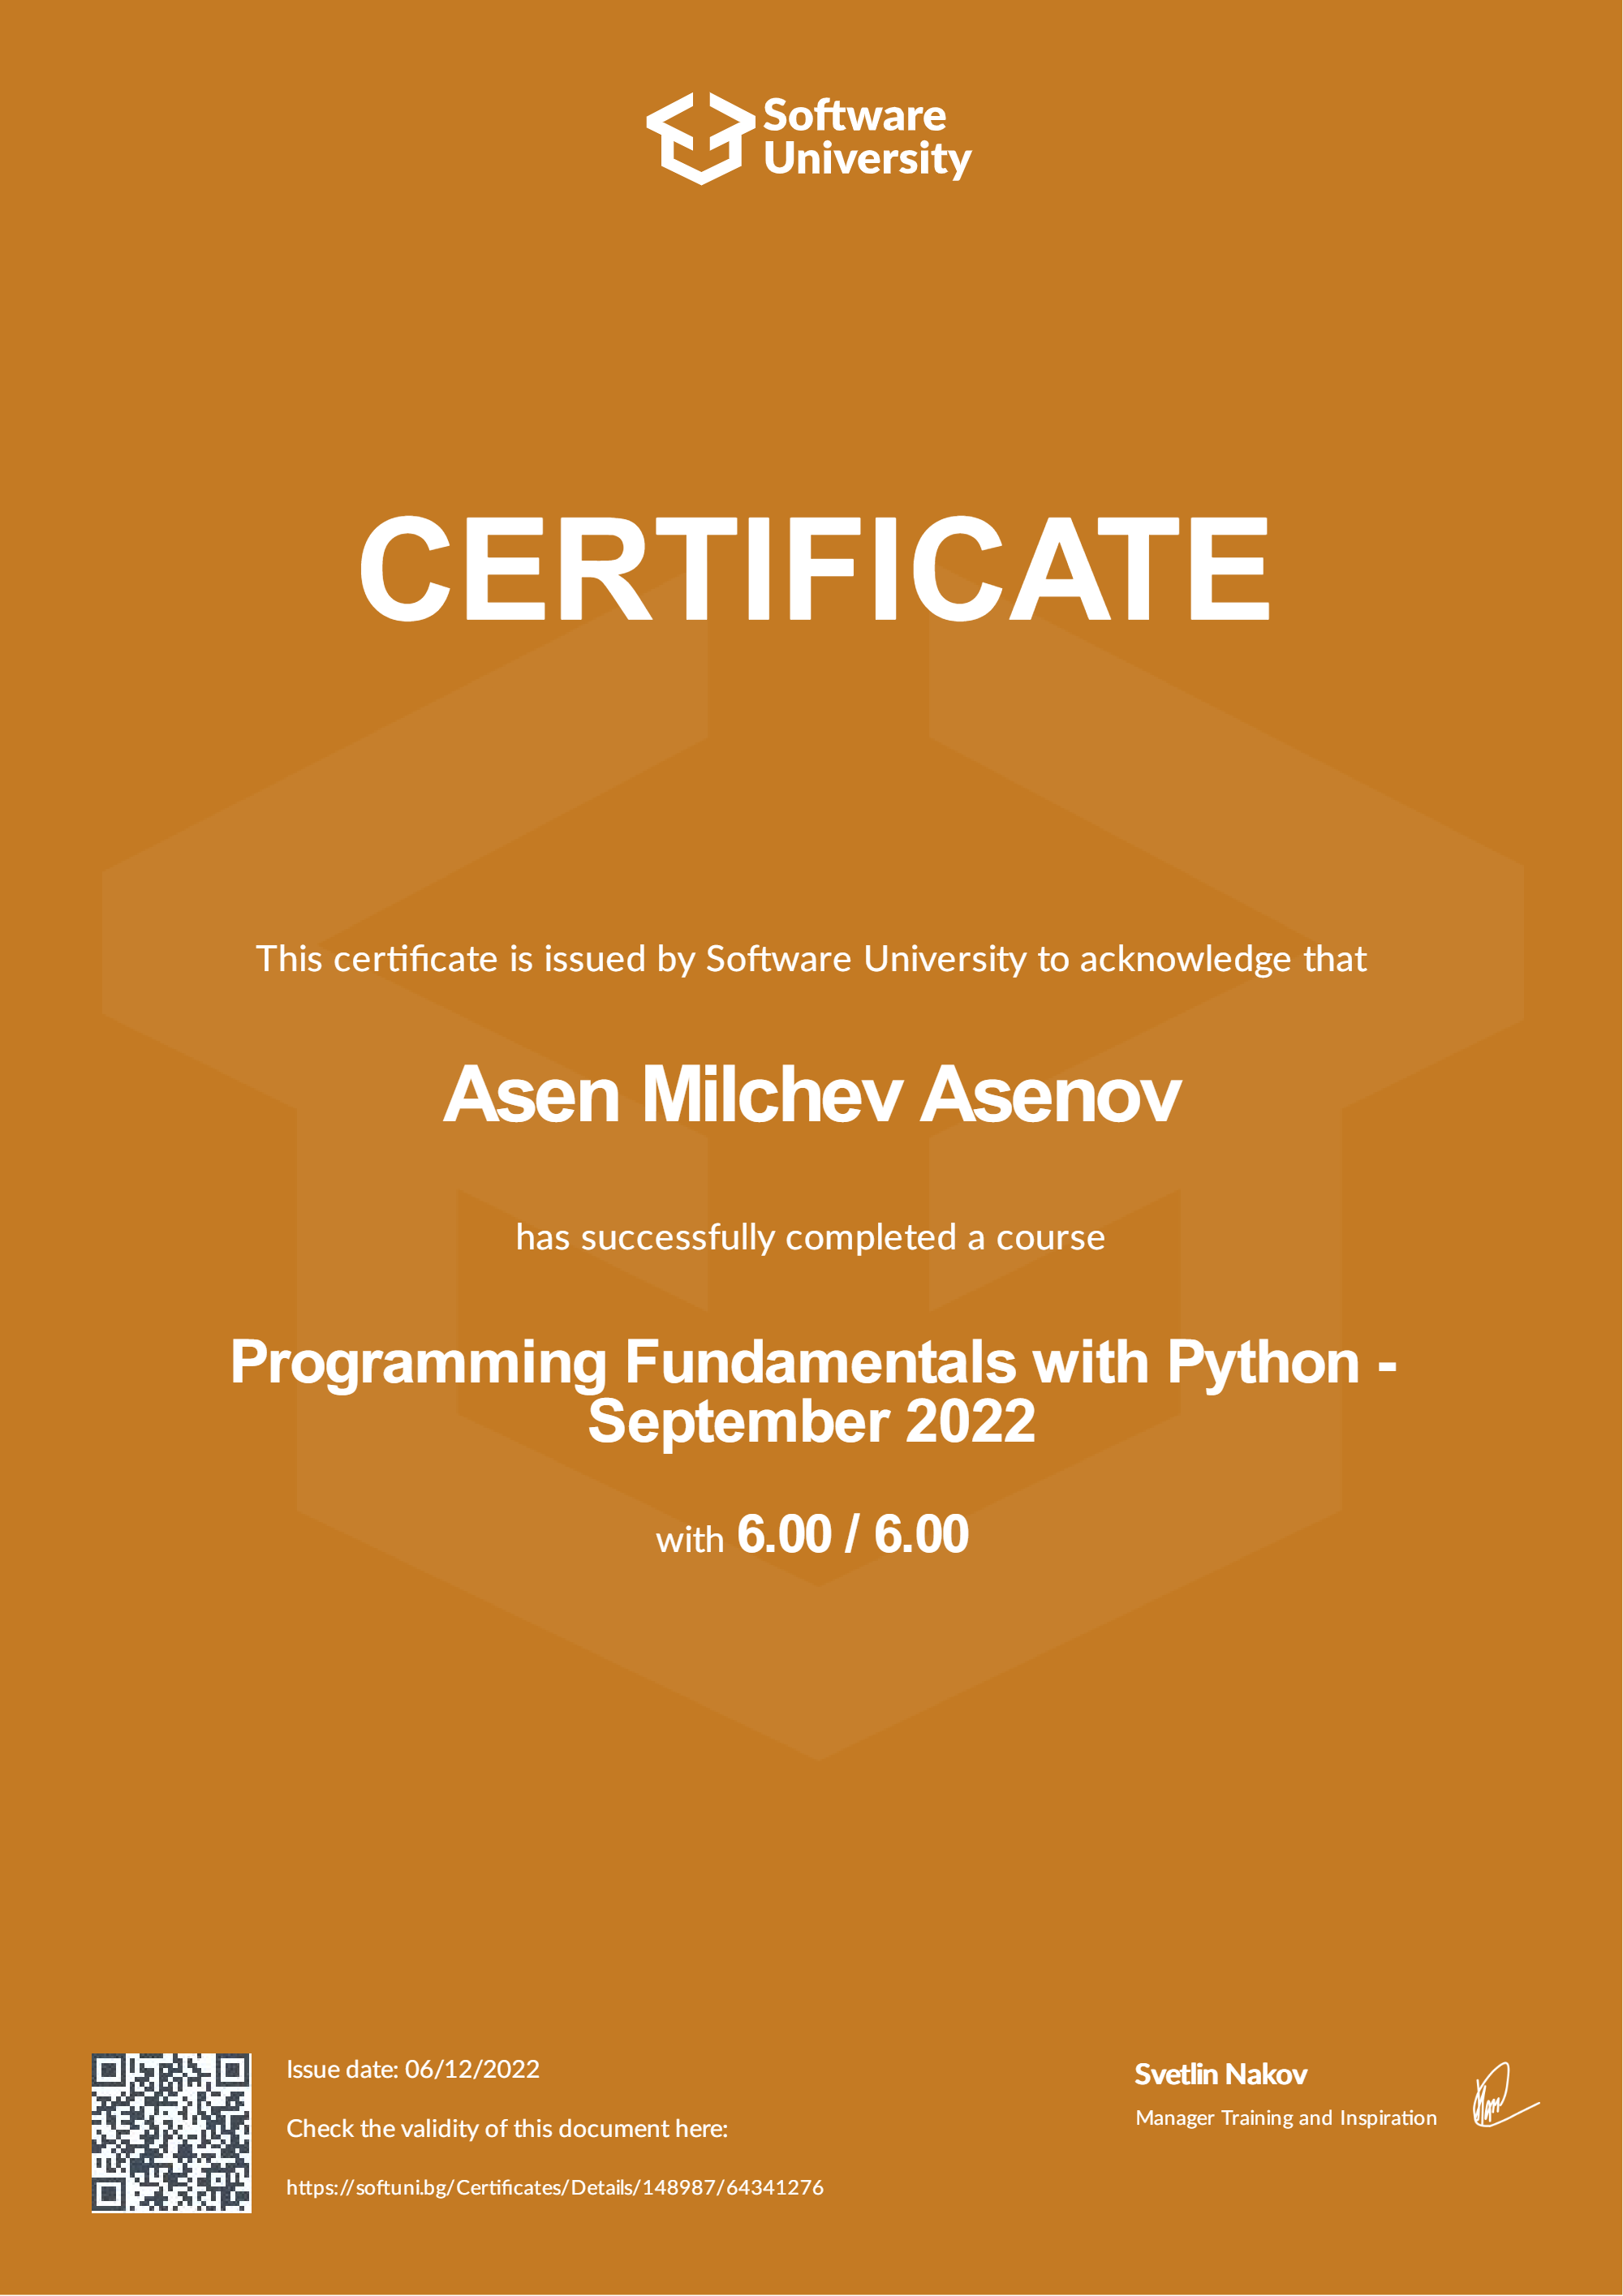 Software
University
CERTIFICATE
This certificate is issued by Software University to acknowledge that
Asen Milchev Asenov
has successfully completed a course
Programming Fundamentals with Python -
September 2022
with 6.00 / 6.00
Issue date: 06/12/2022
Check the validity of this document here:
https://softuni.bg/Certificates/Details/148987/64341276
Svetlin Nakov
Manager Training and Inspiration